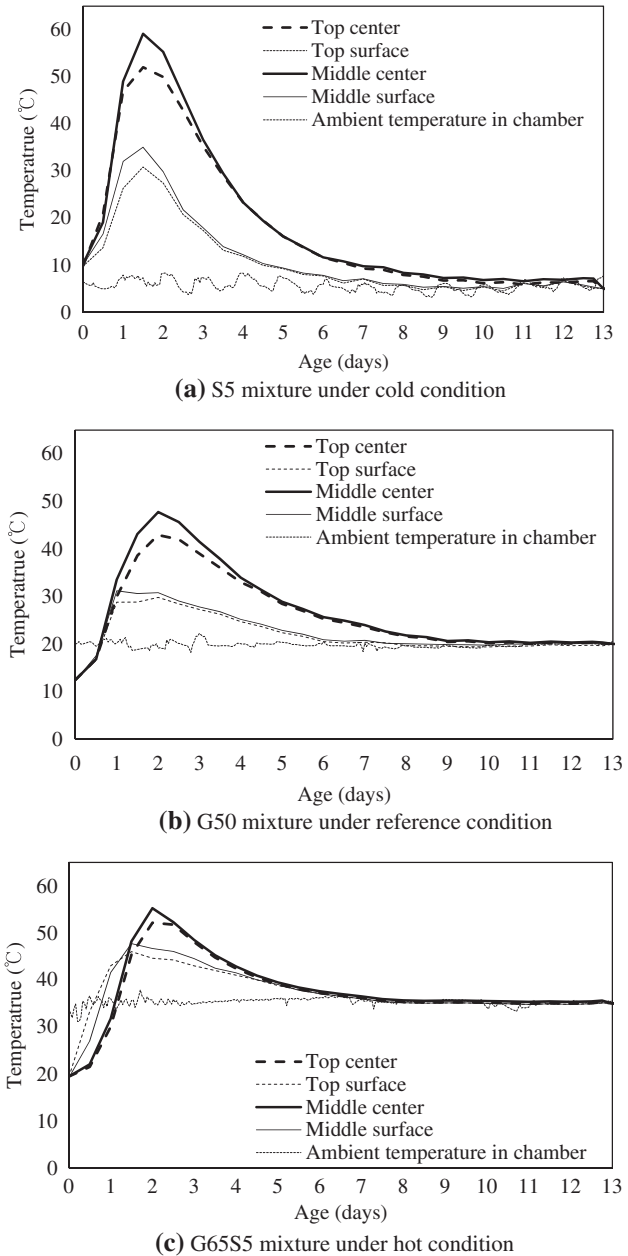 60
50
40
30
20
10
0
Temperatrue (℃)
Top center
Top surface
Middle center
Middle surface
Ambient temperature in chamber
0 1 2 3 4 5 6 7 8 9 10 11 12 13
Age (days)
(a) S5 mixture under cold condition
60
50
40
30
20
10
0
Temperatrue (℃)
Top center
Top surface
Middle center
Middle surface
Ambient temperature in chamber
0 1 2 3 4 5 6 7 8 9 10 11 12 13
Age (days)
(b) G50 mixture under reference condition
60
50
40
30
20
10
0
Temperatrue (℃)
Top center
Top surface
Middle center
Middle surface
Ambient temperature in chamber
0 1 2 3 4 5 6 7 8 9 10 11 12 13
Age (days)
(c) G65S5 mixture under hot condition